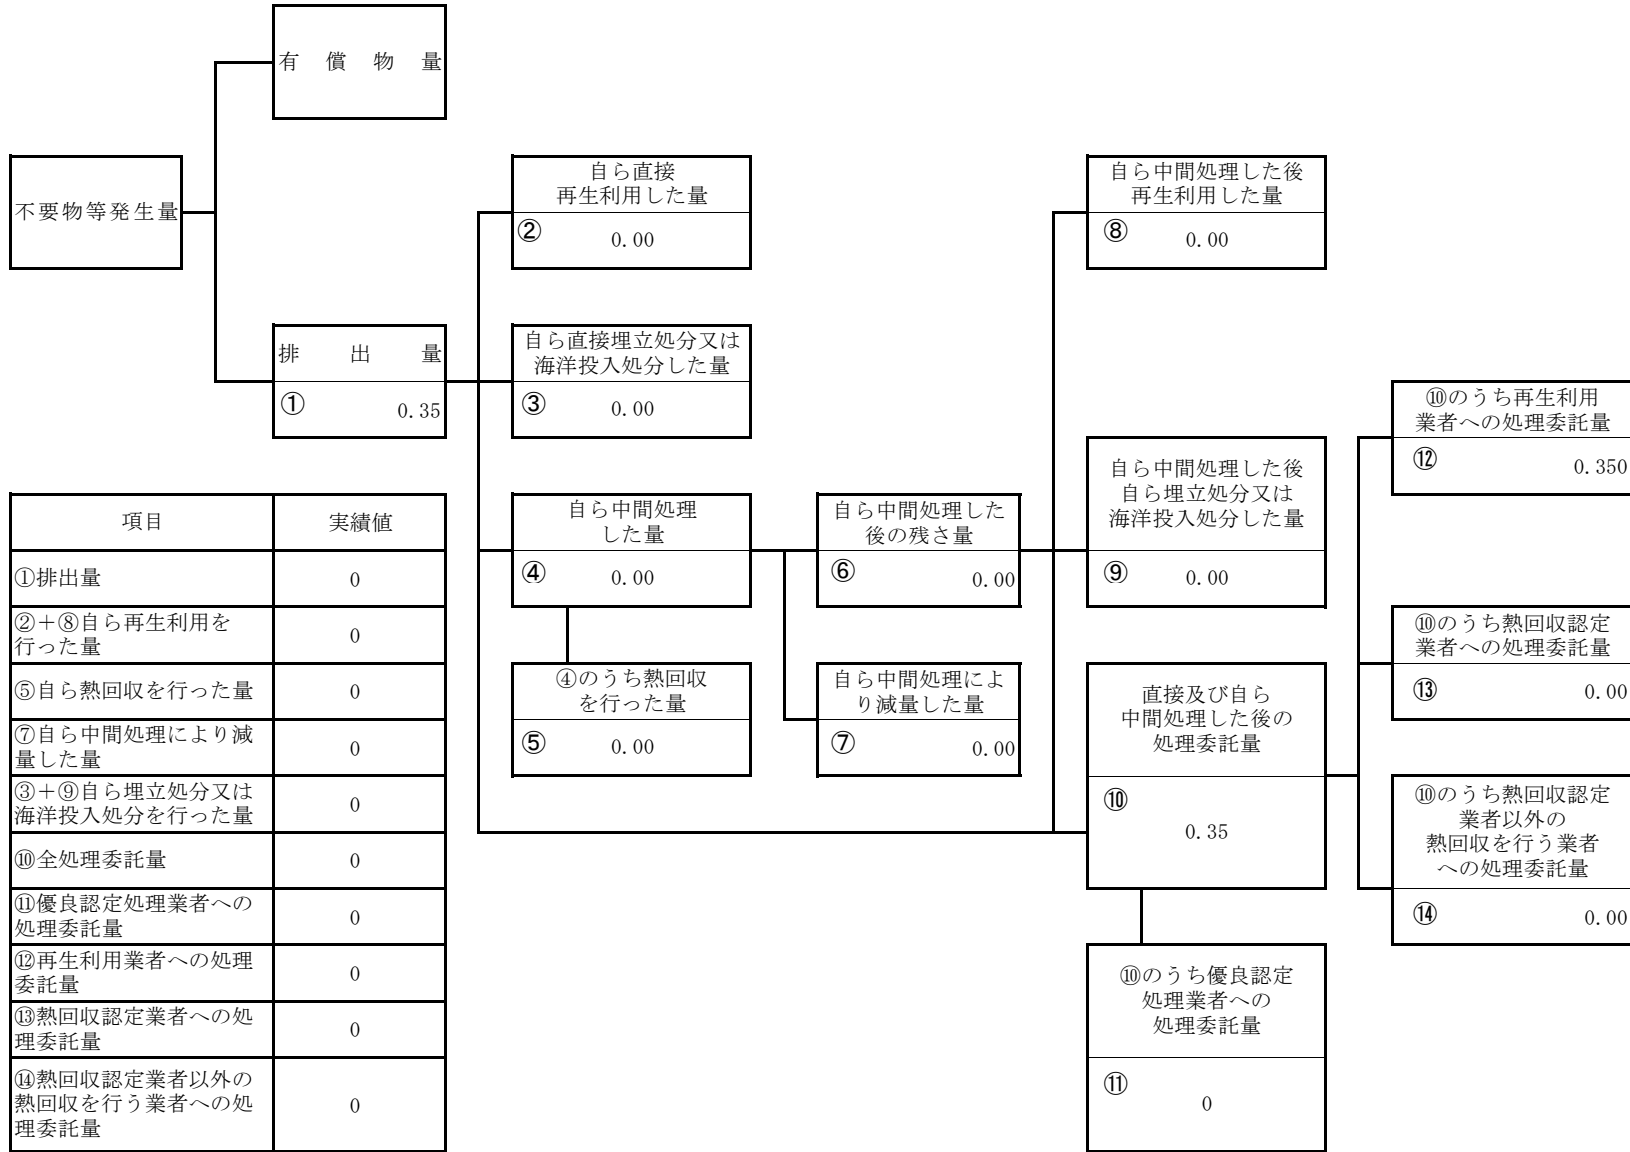 有償物量
不要物等発生量
排出量
① 0.35
自ら直接
再生利用した量
② 0.00
自ら直接埋立処分又は
海洋投入処分した量
③ 0.00
自ら中間処理
した量
④ 0.00
④のうち熱回収
を行った量
⑤ 0.00
自ら中間処理した
後の残さ量
⑥ 0.00
自ら中間処理によ
り減量した量
⑦ 0.00
自ら中間処理した後
再生利用した量
⑧ 0.00
自ら中間処理した後
自ら埋立処分又は
海洋投入処分した量
⑨ 0.00
直接及び自ら
中間処理した後の
処理委託量
⑩
0.35
⑩のうち優良認定
処理業者への
処理委託量
⑪
0
⑩のうち再生利用
業者への処理委託量
⑫ 0.350
⑩のうち熱回収認定
業者への処理委託量
⑬ 0.00
⑩のうち熱回収認定
業者以外の
熱回収を行う業者
への処理委託量
⑭ 0.00
項目 実績値
①排出量 0
②+⑧自ら再生利用を
行った量 0
⑤自ら熱回収を行った量 0
⑦自ら中間処理により減
量した量 0
③+⑨自ら埋立処分又は
海洋投入処分を行った量 0
⑩全処理委託量 0
⑪優良認定処理業者への
処理委託量 0
⑫再生利用業者への処理
委託量 0
⑬熱回収認定業者への処
理委託量 0
⑭熱回収認定業者以外の
熱回収を行う業者への処
理委託量 0